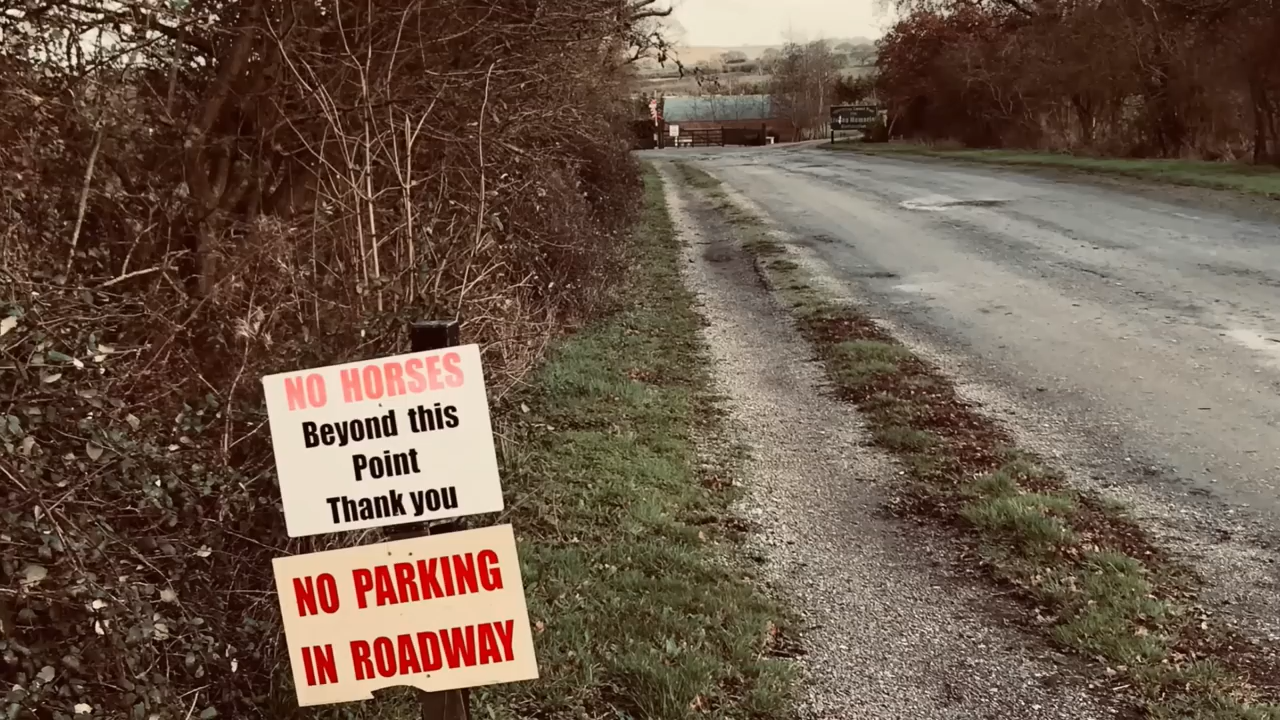 NO HORSES
Beyond this
Point
Thank you
NO PARKING
IN ROADWAY